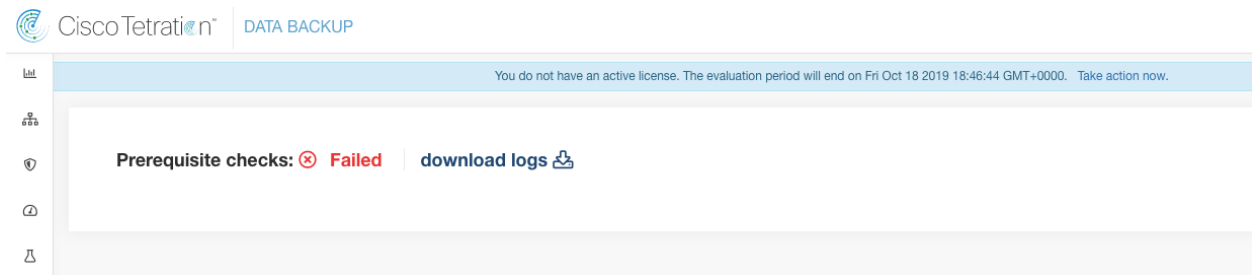 Cisco Tetration™ DATA BACKUP
You do not have an active license. The evaluation period will end on Fri Oct 18 2019 18:46:44 GMT+0000. Take action now.
Prerequisite checks: Failed download logs